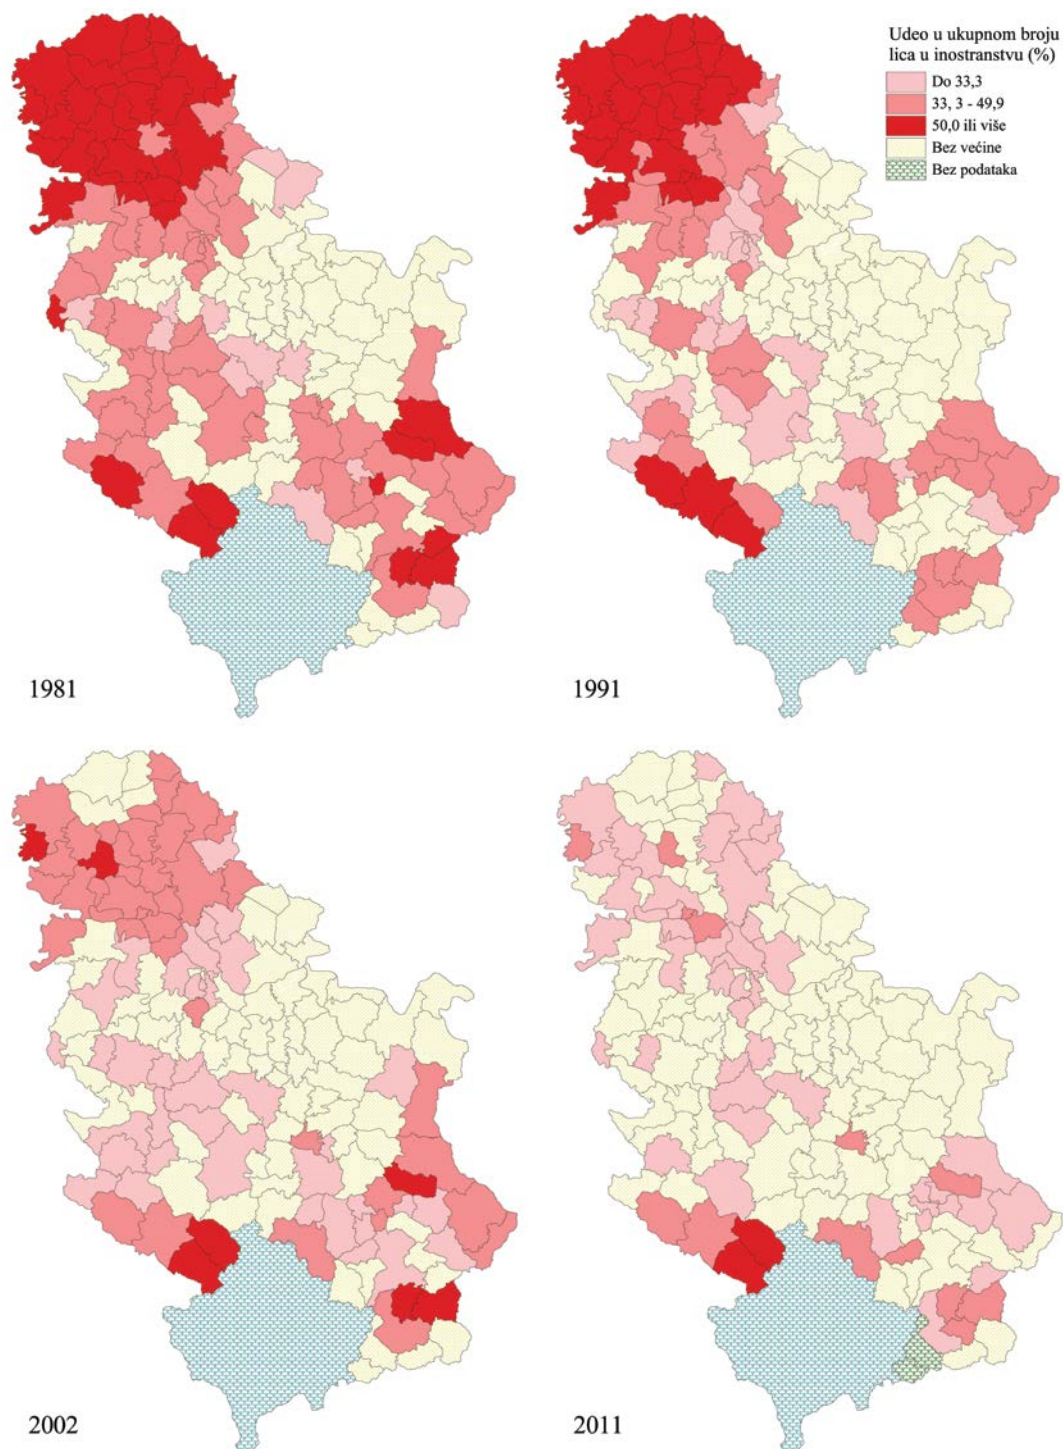 Udeo u ukupnom broju
lica u inostranstvu (%)
Do 33,3
33, 3 - 49,9
50,0 ili više
Bez većine
Bez podataka
1981
1991
2002
2011